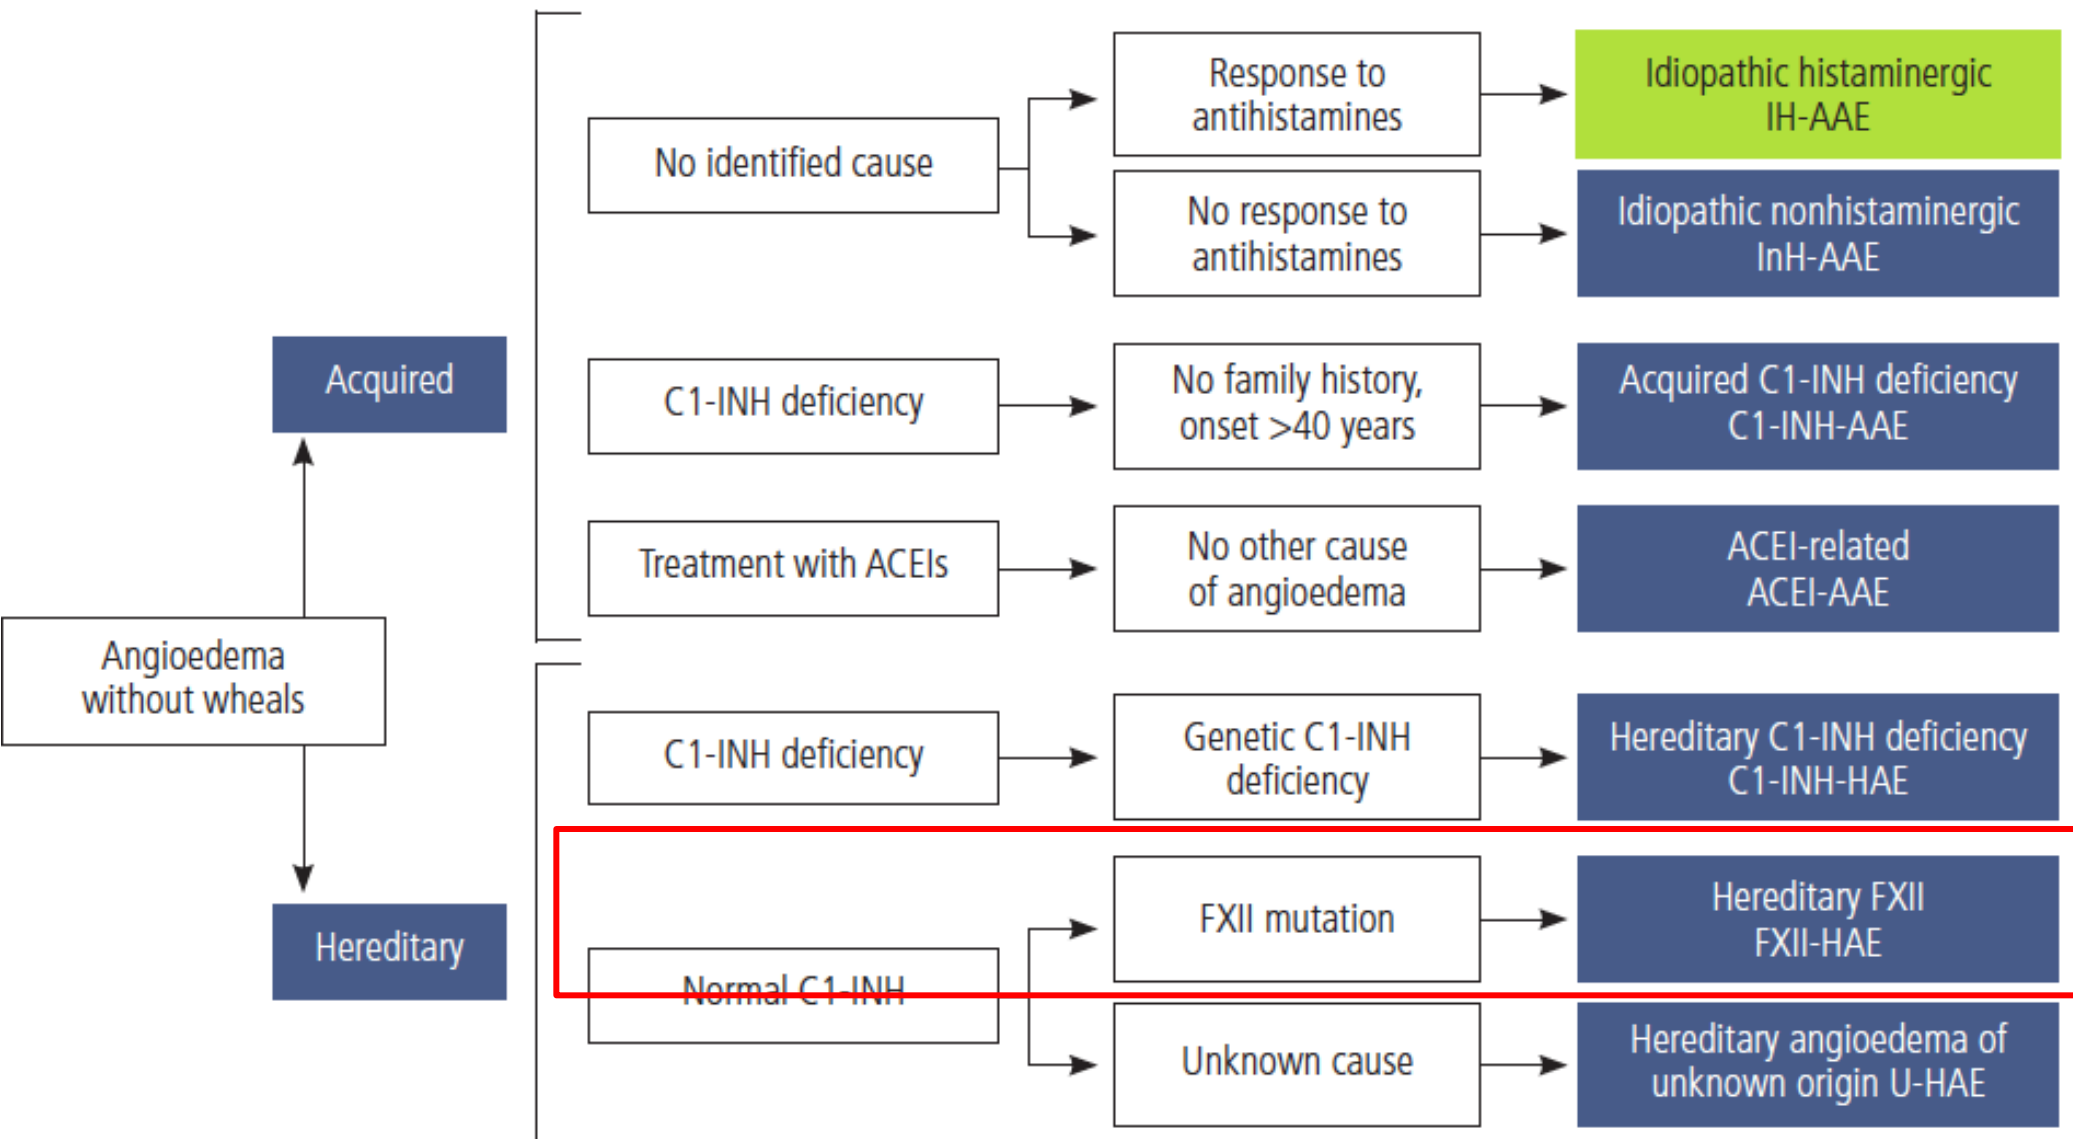 Angioedema
without wheals
Acquired
No identified cause
Response to
antihistamines
Idiopathic histaminergic
IH-AAE
No response to
antihistamines
Idiopathic nonhistaminergic
InH-AAE
C1-INH deficiency
No family history,
onset >40 years
Acquired C1-INH deficiency
C1-INH-AAE
Treatment with ACEIs
No other cause
of angioedema
ACEI-related
ACEI-AAE
Hereditary
C1-INH deficiency
Genetic C1-INH
deficiency
Hereditary C1-INH deficiency
C1-INH-HAE
Normal C1-INH
FXII mutation
Hereditary FXII
FXII-HAE
Unknown cause
Hereditary angioedema of
unknown origin U-HAE